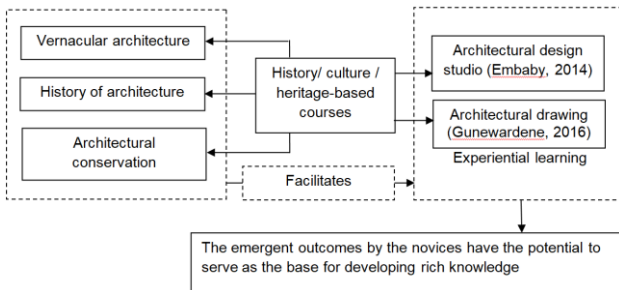 Vernacular architecture
History of architecture
Architectural
conservation
History/ culture /
heritage-based
courses
Architectural design
studio (Embaby, 2014)
Architectural drawing
(Gunewardene, 2016)
Experiential learning
Facilitates
The emergent outcomes by the novices have the potential to
serve as the base for developing rich knowledge